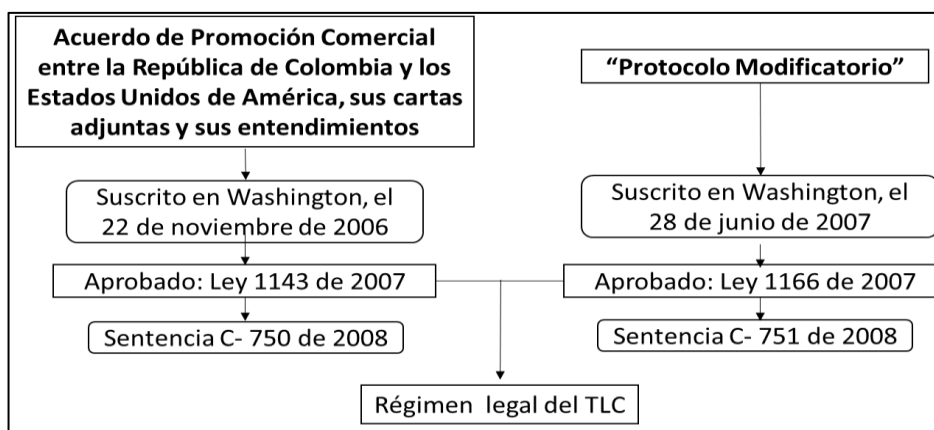 Acuerdo de Promoción Comercial
entre la República de Colombia y los
Estados Unidos de América, sus cartas
adjuntas y sus entendimientos
“Protocolo Modificatorio”
Suscrito en Washington, el
22 de noviembre de 2006
Suscrito en Washington, el
28 de junio de 2007
Aprobado: Ley 1143 de 2007
Aprobado: Ley 1166 de 2007
Sentencia C- 750 de 2008
Sentencia C- 751 de 2008
Régimen legal del TLC